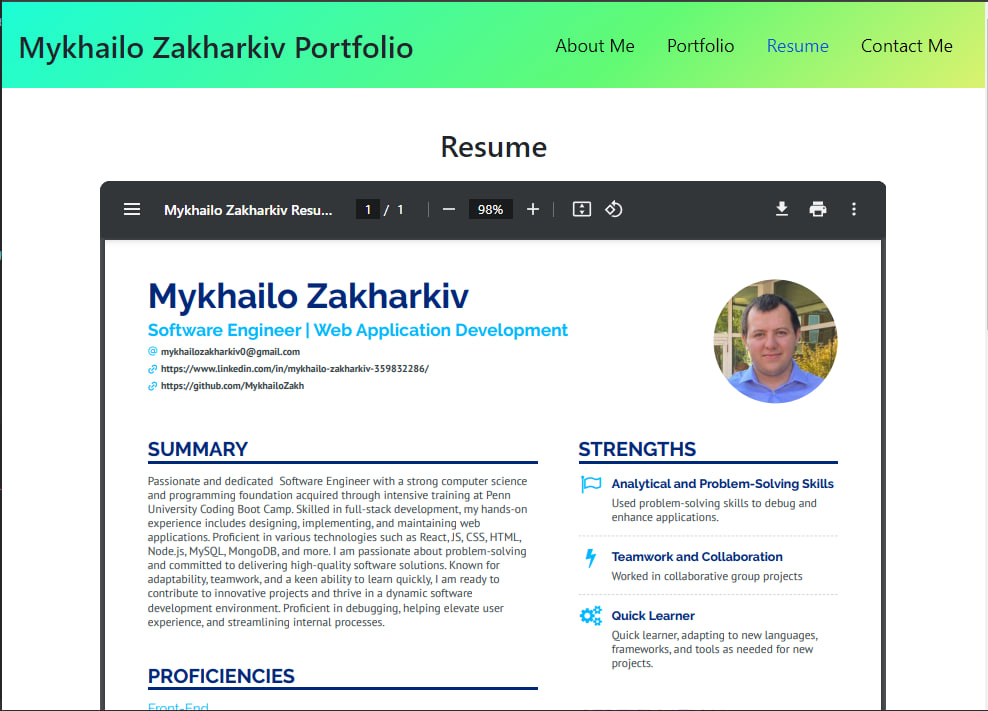 Mykhailo Zakharkiv Portfolio
About Me Portfolio Resume Contact Me
Resume
Mykhailo Zakharkiv Resu... 1 / 1 98%
Mykhailo Zakharkiv
Software Engineer | Web Application Development
mykhailozakharkiv0@gmail.com
https://www.linkedin.com/in/mykhailo-zakharkiv-359832286/
https://github.com/MykhailoZakh
SUMMARY
Passionate and dedicated Software Engineer with a strong computer science
and programming foundation acquired through intensive training at Penn
University Coding Boot Camp. Skilled in full-stack development, my hands-on
experience includes designing, implementing, and maintaining web
applications. Proficient in various technologies such as React, JS, CSS, HTML,
Node.js, MySQL, MongoDB, and more. I am passionate about problem-solving
and committed to delivering high-quality software solutions. Known for
adaptability, teamwork, and a keen ability to learn quickly, I am ready to
contribute to innovative projects and thrive in a dynamic software
development environment. Proficient in debugging, helping elevate user
experience, and streamlining internal processes.
PROFICIENCIES
Front-End
STRENGTHS
Analytical and Problem-Solving Skills
Used problem-solving skills to debug and
enhance applications.
Teamwork and Collaboration
Worked in collaborative group projects
Quick Learner
Quick learner, adapting to new languages,
frameworks, and tools as needed for new
projects.